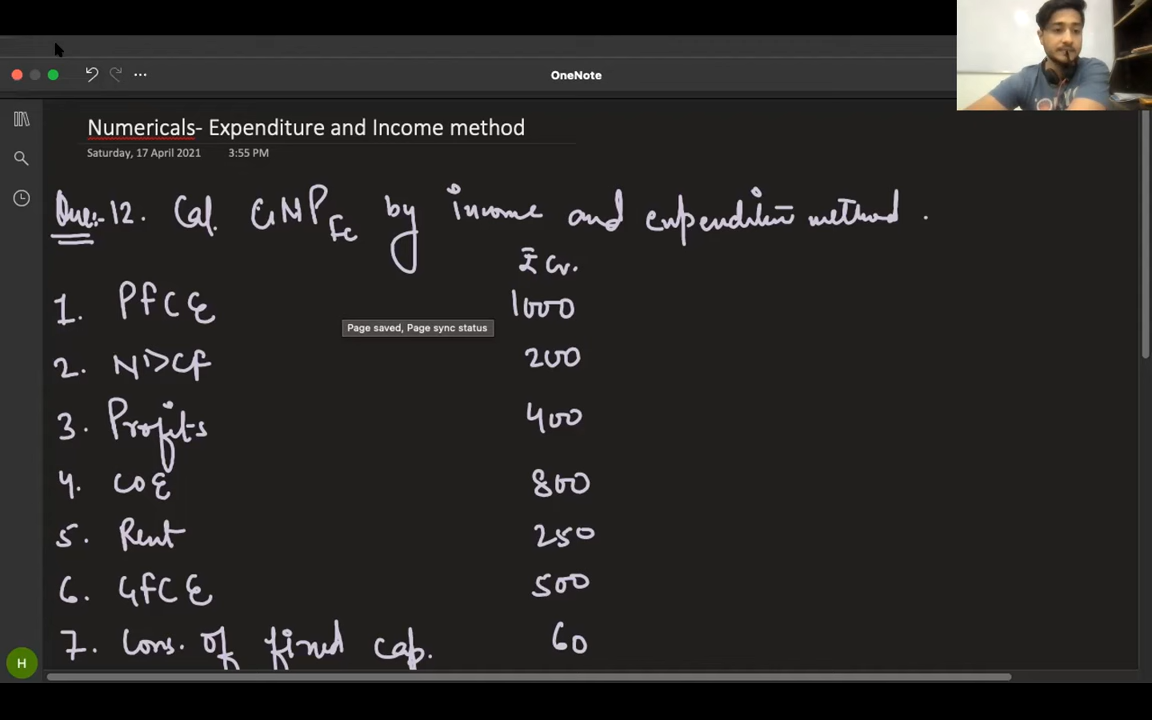 OneNote
Numericals- Expenditure and Income method
Saturday, 17 April 2021 3:55 PM
Que:- 12. Cal. GNPFC by income and expenditure method.
₹ Cr.
1. PFCE 1000
Page saved, Page sync status
2. NDCF 200
3. Profits 400
4. COE 800
5. Rent 250
6. GFCE 500
7. Cons. of fixed cap. 60
H